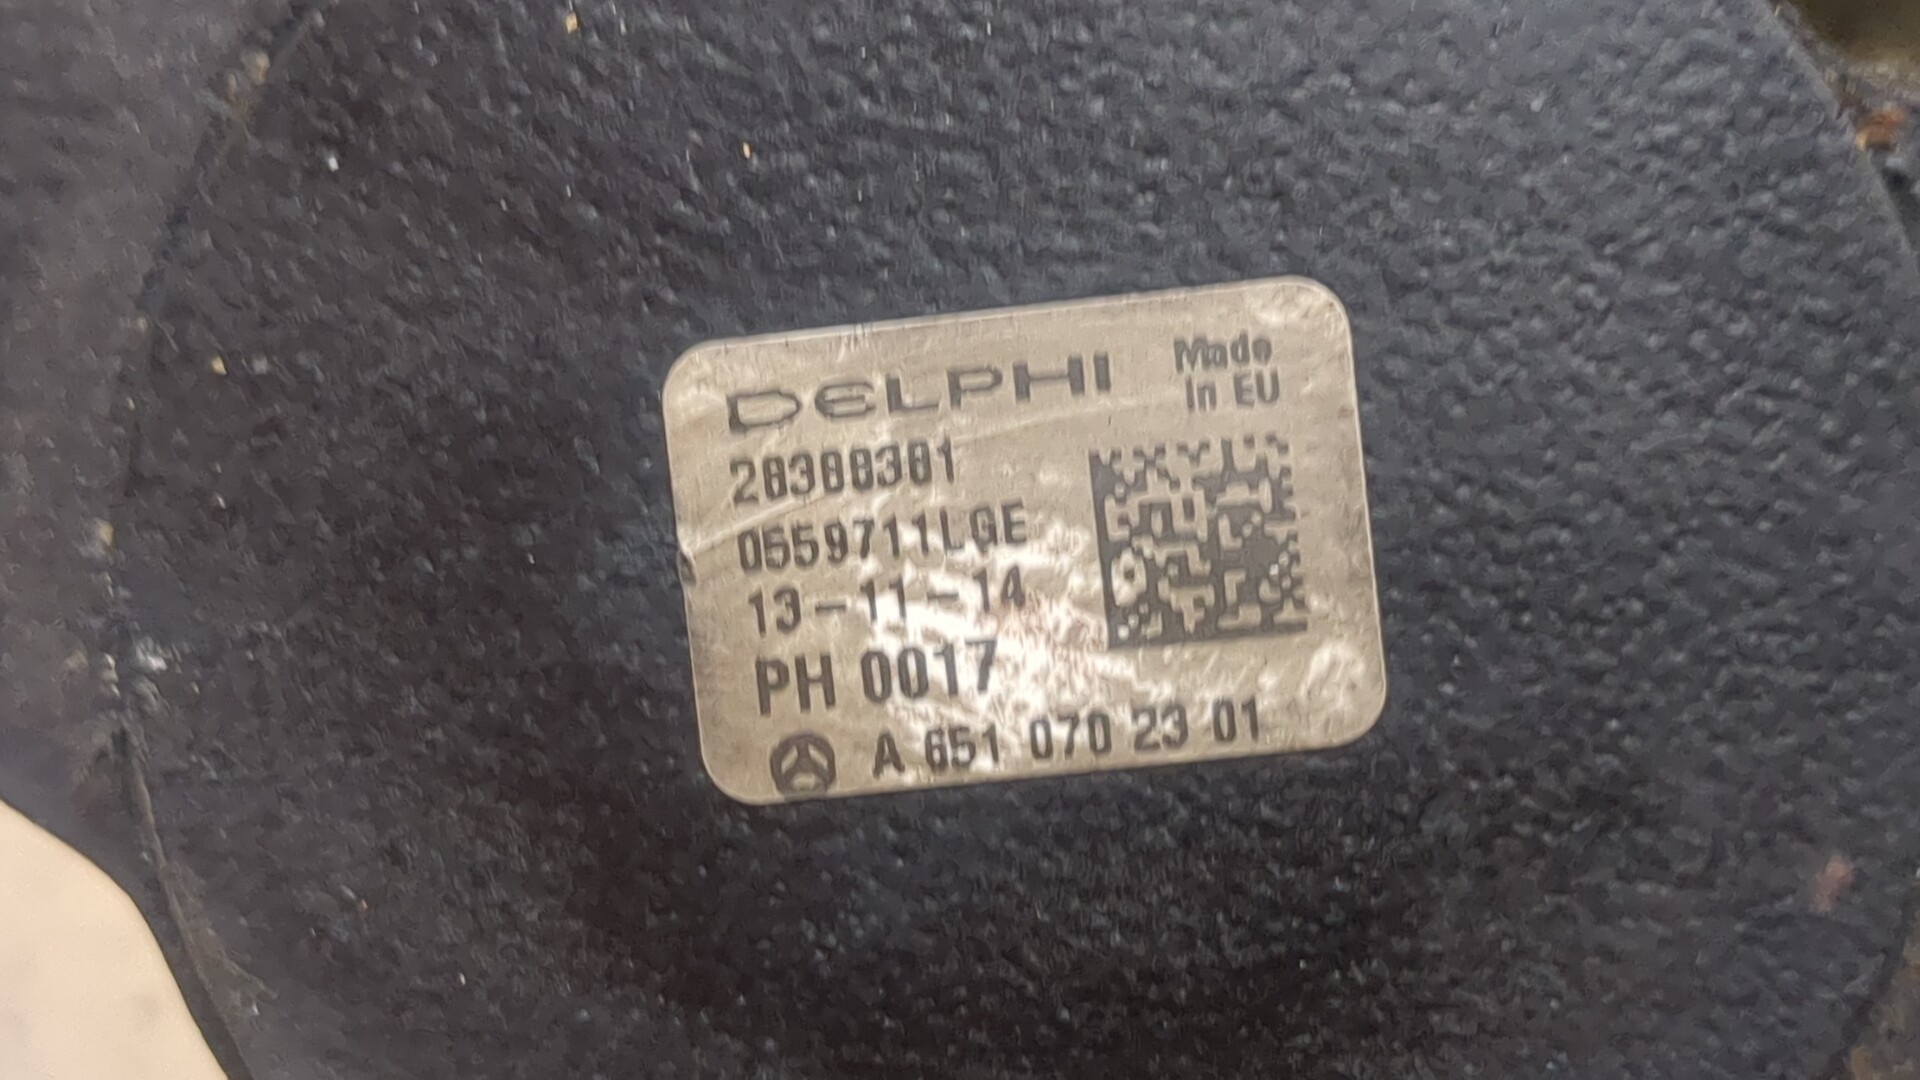 DELPHI
Made
In EU
28388381
0559711LGE
13-11-14
PH 0017
A 651 070 23 01